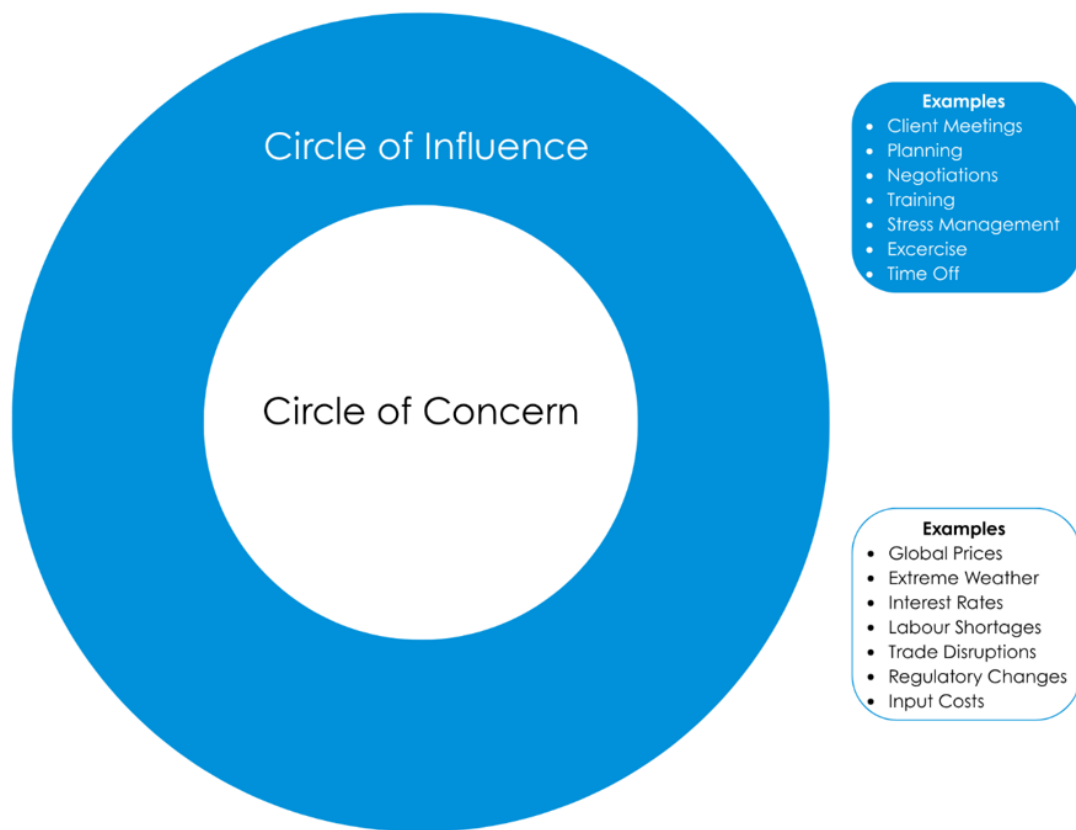 Circle of Influence
Circle of Concern
Examples
• Client Meetings
• Planning
• Negotiations
• Training
• Stress Management
• Excercise
• Time Off
Examples
• Global Prices
• Extreme Weather
• Interest Rates
• Labour Shortages
• Trade Disruptions
• Regulatory Changes
• Input Costs